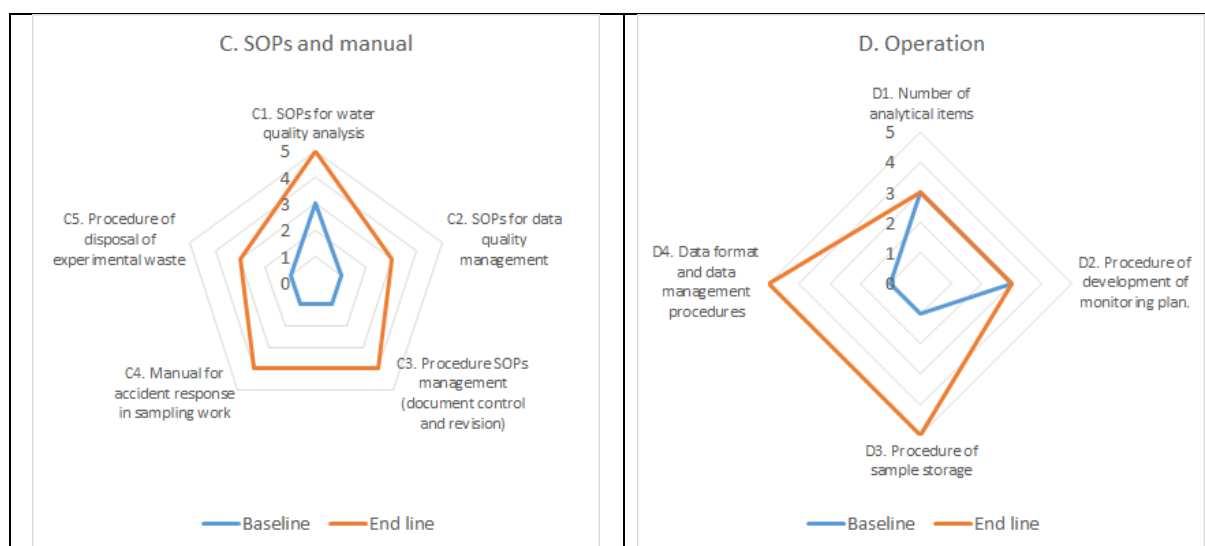 C. SOPs and manual
C1. SOPs for water
quality analysis
5
4
3
2
1
0
C2. SOPs for data
quality
management
C3. Procedure SOPs
management
(document control
and revision)
C4. Manual for
accident response
in sampling work
C5. Procedure of
disposal of
experimental waste
Baseline
End line
D. Operation
D1. Number of
analytical items
5
4
3
2
1
0
D2. Procedure of
development of
monitoring plan.
D3. Procedure of
sample storage
D4. Data format
and data
management
procedures
Baseline
End line